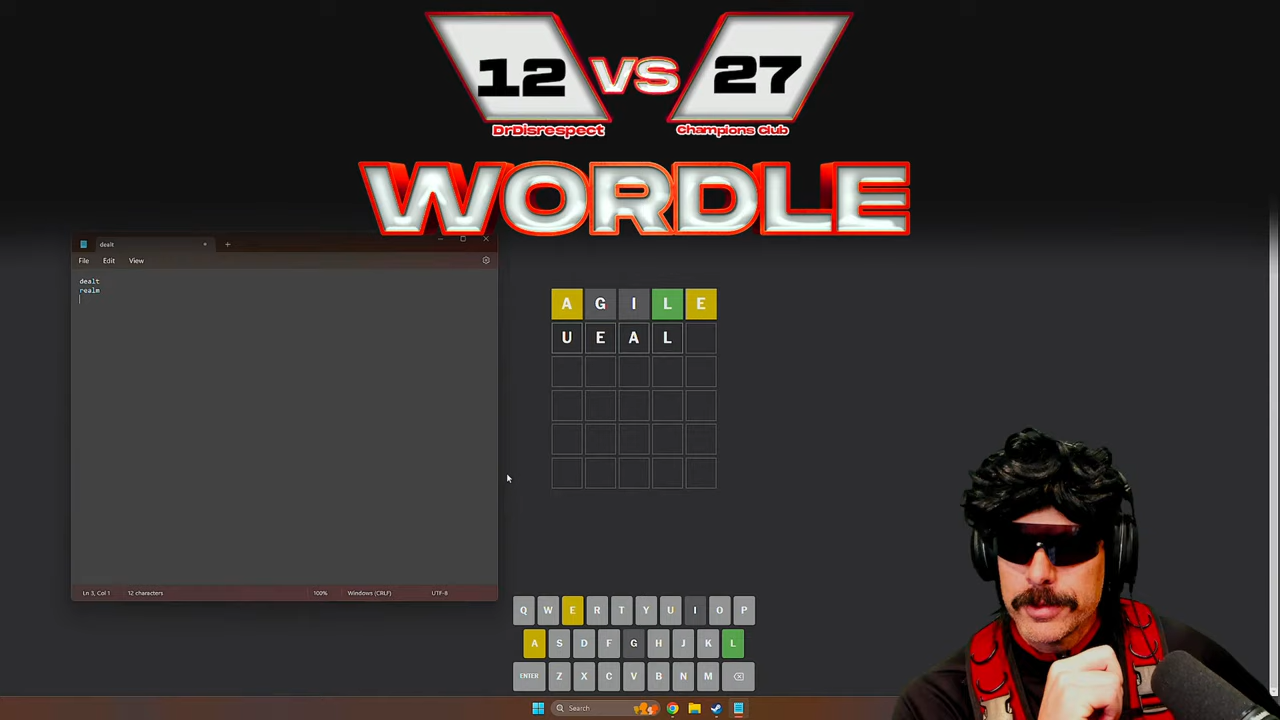 12 VS 27
DrDisrespect Champions Club
WORDLE
dealt
File Edit View
dealt
realm
Ln 3, Col 1 12 characters 100% Windows (CRLF) UTF-8
A G I L E
U E A L
Q W E R T Y U I O P
A S D F G H J K L
ENTER Z X C V B N M
Search